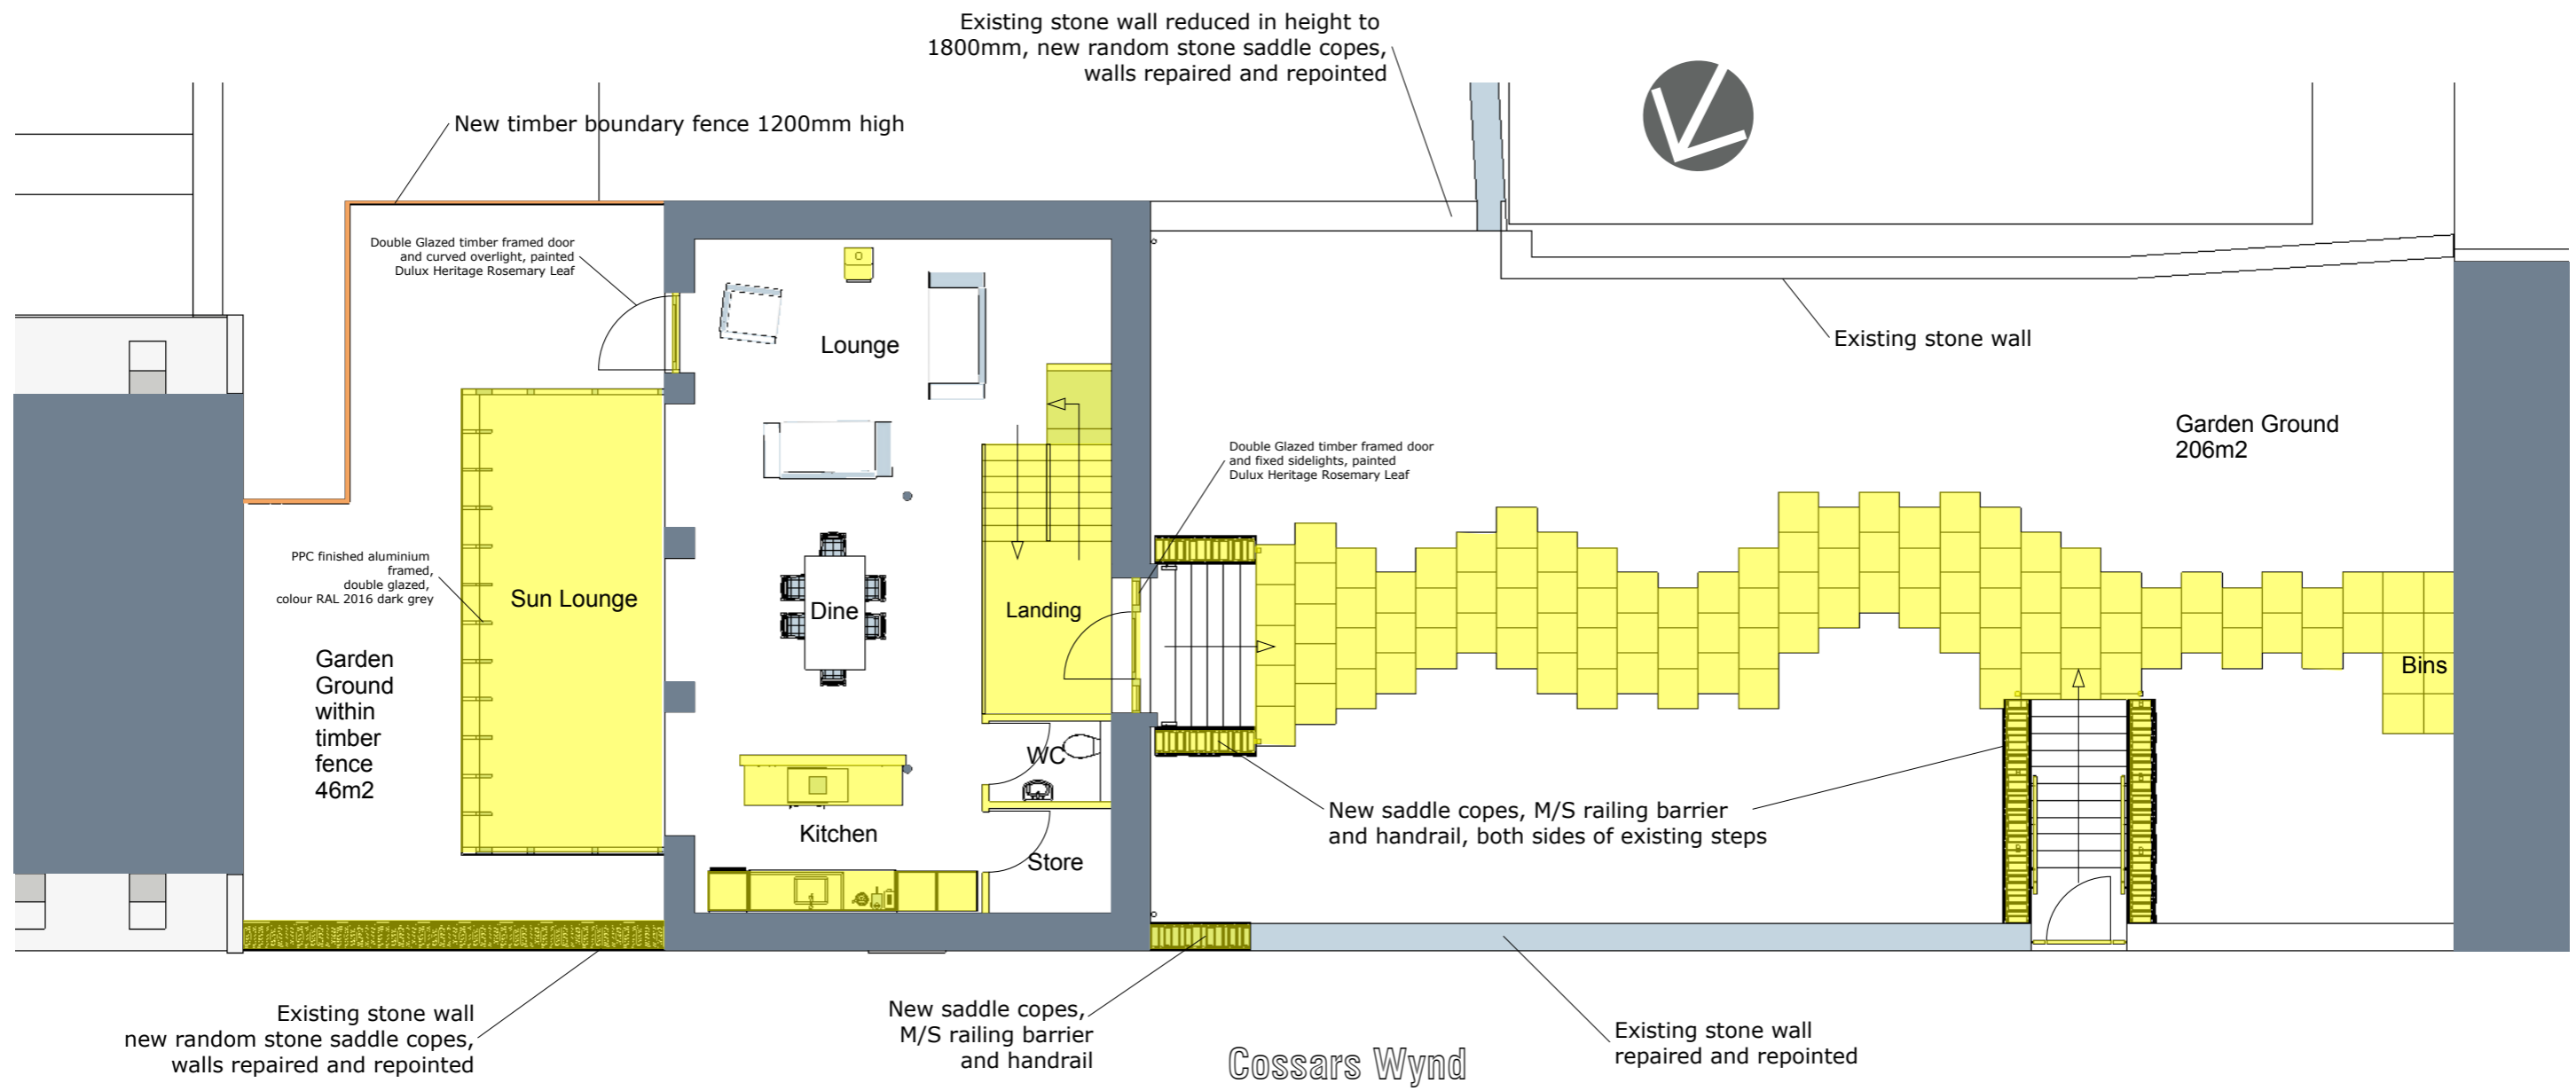 Existing stone wall reduced in height to
1800mm, new random stone saddle copes,
walls repaired and repointed
New timber boundary fence 1200mm high
Double Glazed timber framed door
and curved overlight, painted
Dulux Heritage Rosemary Leaf
Lounge
Existing stone wall
Garden Ground
206m2
Double Glazed timber framed door
and fixed sidelights, painted
Dulux Heritage Rosemary Leaf
PPC finished aluminium
framed,
double glazed,
colour RAL 2016 dark grey
Sun Lounge
Dine
Landing
Garden
Ground
within
timber
fence
46m2
Bins
WC
Kitchen
Store
New saddle copes, M/S railing barrier
and handrail, both sides of existing steps
Existing stone wall
new random stone saddle copes,
walls repaired and repointed
New saddle copes,
M/S railing barrier
and handrail
Existing stone wall
repaired and repointed
Cossars Wynd